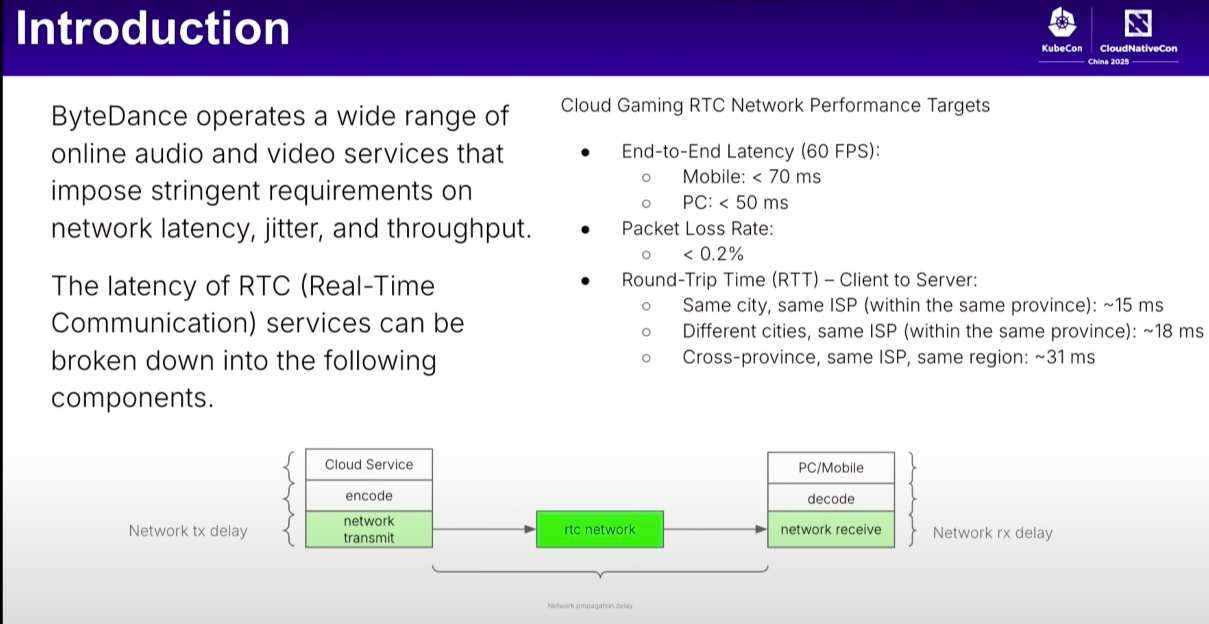 Introduction
KubeCon
CloudNativeCon
China 2025
ByteDance operates a wide range of
online audio and video services that
impose stringent requirements on
network latency, jitter, and throughput.
The latency of RTC (Real-Time
Communication) services can be
broken down into the following
components.
Cloud Gaming RTC Network Performance Targets
● End-to-End Latency (60 FPS):
○ Mobile: < 70 ms
○ PC: < 50 ms
● Packet Loss Rate:
○ < 0.2%
● Round-Trip Time (RTT) – Client to Server:
○ Same city, same ISP (within the same province): ~15 ms
○ Different cities, same ISP (within the same province): ~18 ms
○ Cross-province, same ISP, same region: ~31 ms
Cloud Service
encode
network
transmit
Network tx delay
rtc network
PC/Mobile
decode
network receive
Network rx delay
Network propagation delay